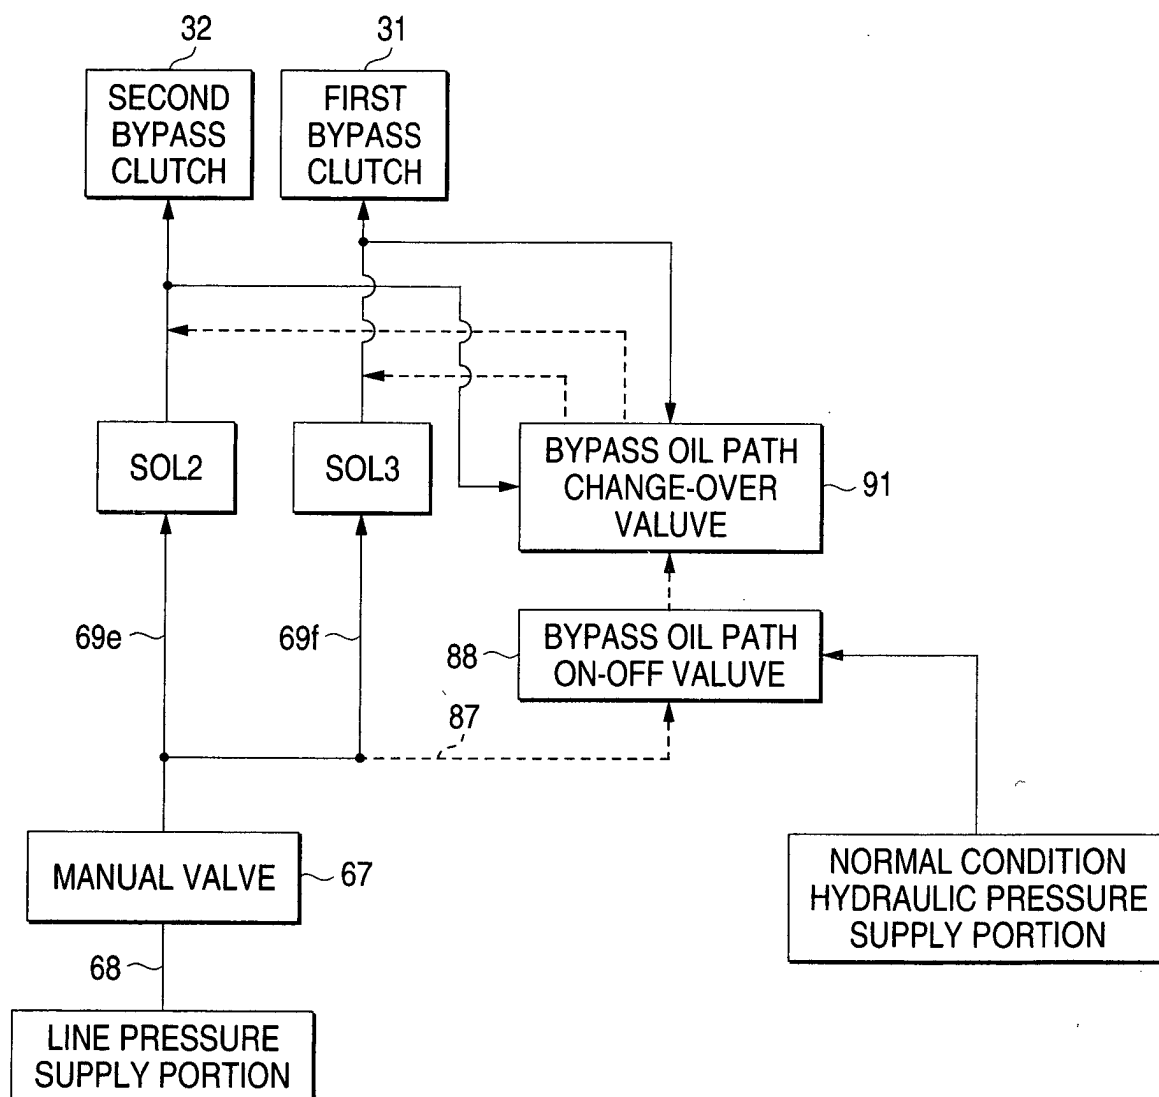 32
31
SECOND
BYPASS
CLUTCH
FIRST
BYPASS
CLUTCH
SOL2
SOL3
BYPASS OIL PATH
CHANGE-OVER
VALUVE
91
69e
69f
88
BYPASS OIL PATH
ON-OFF VALUVE
87
MANUAL VALVE
67
NORMAL CONDITION
HYDRAULIC PRESSURE
SUPPLY PORTION
68
LINE PRESSURE
SUPPLY PORTION